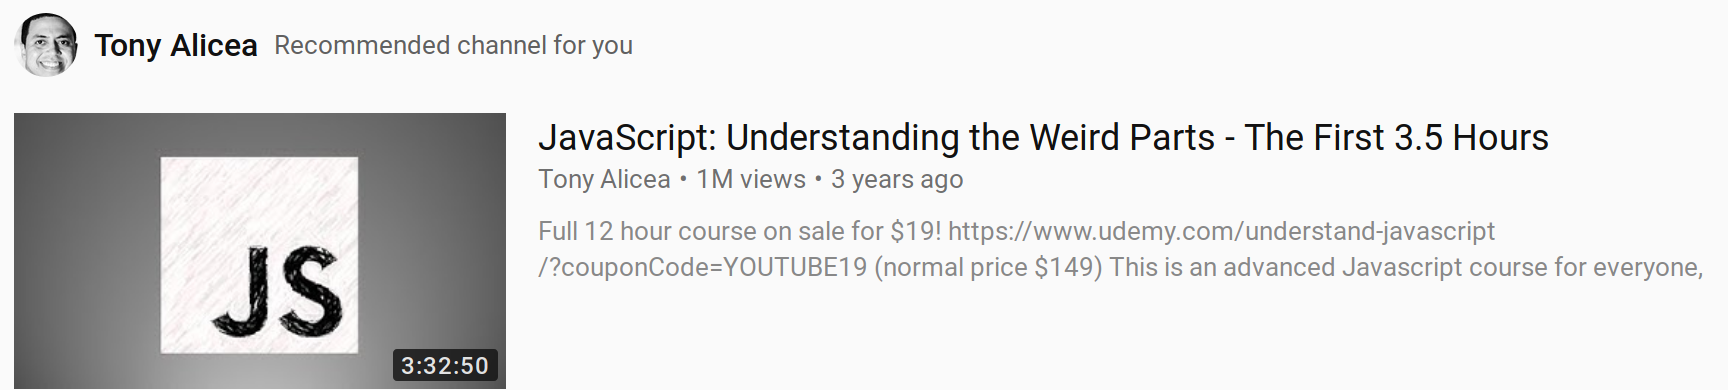 Tony Alicea Recommended channel for you
JavaScript: Understanding the Weird Parts - The First 3.5 Hours
Tony Alicea • 1M views • 3 years ago
Full 12 hour course on sale for $19! https://www.udemy.com/understand-javascript
/?couponCode=YOUTUBE19 (normal price $149) This is an advanced Javascript course for everyone,
JS
3:32:50